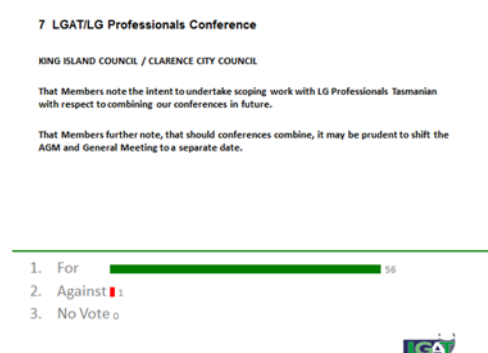 7 LGAT/LG Professionals Conference
KING ISLAND COUNCIL / CLARENCE CITY COUNCIL
That Members note the intent to undertake scoping work with LG Professionals Tasmanian
with respect to combining our conferences in future.
That Members further note, that should conferences combine, it may be prudent to shift the
AGM and General Meeting to a separate date.
1. For 56
2. Against 1
3. No Vote 0
LGAT